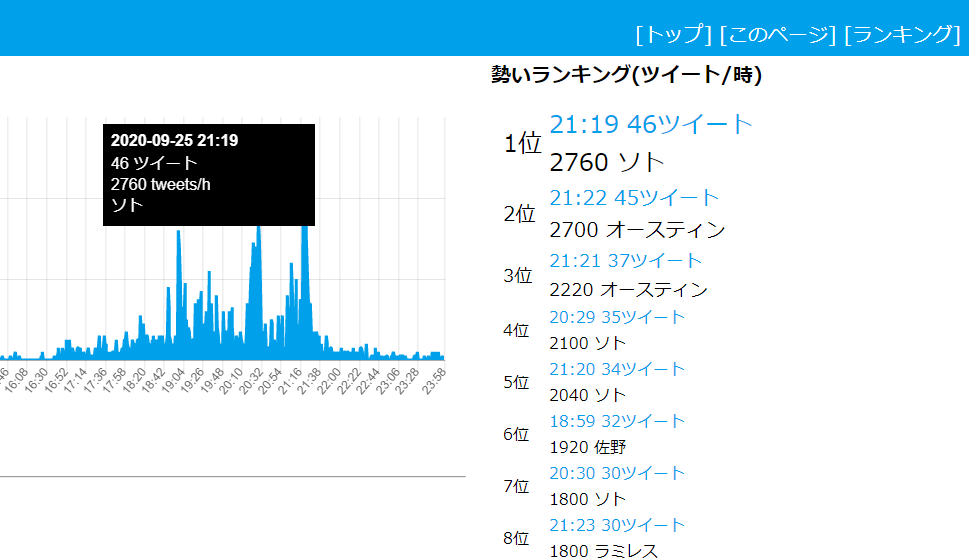 [トップ] [このページ] [ランキング]
勢いランキング(ツイート/時)
2020-09-25 21:19
46 ツイート
2760 tweets/h
ソト
1位
21:19 46ツイート
2760 ソト
2位
21:22 45ツイート
2700 オースティン
3位
21:21 37ツイート
2220 オースティン
4位
20:29 35ツイート
2100 ソト
5位
21:20 34ツイート
2040 ソト
6位
18:59 32ツイート
1920 佐野
7位
20:30 30ツイート
1800 ソト
8位
21:23 30ツイート
1800 ラミレス
16:08 16:30 16:52 17:14 17:36 17:58 18:20 18:42 19:04 19:26 19:48 20:10 20:32 20:54 21:16 21:38 22:00 22:22 22:44 23:06 23:28 23:58